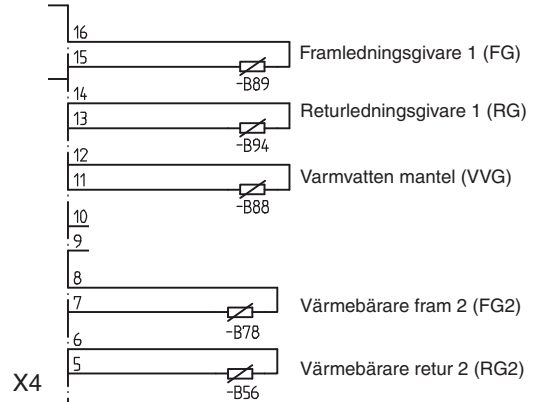 16
15
Framledningsgivare 1 (FG)
-B89
14
13
Returledningsgivare 1 (RG)
-B94
12
11
Varmvatten mantel (VVG)
-B88
10
9
8
7
Värmebärare fram 2 (FG2)
-B78
6
5
Värmebärare retur 2 (RG2)
X4
-B56